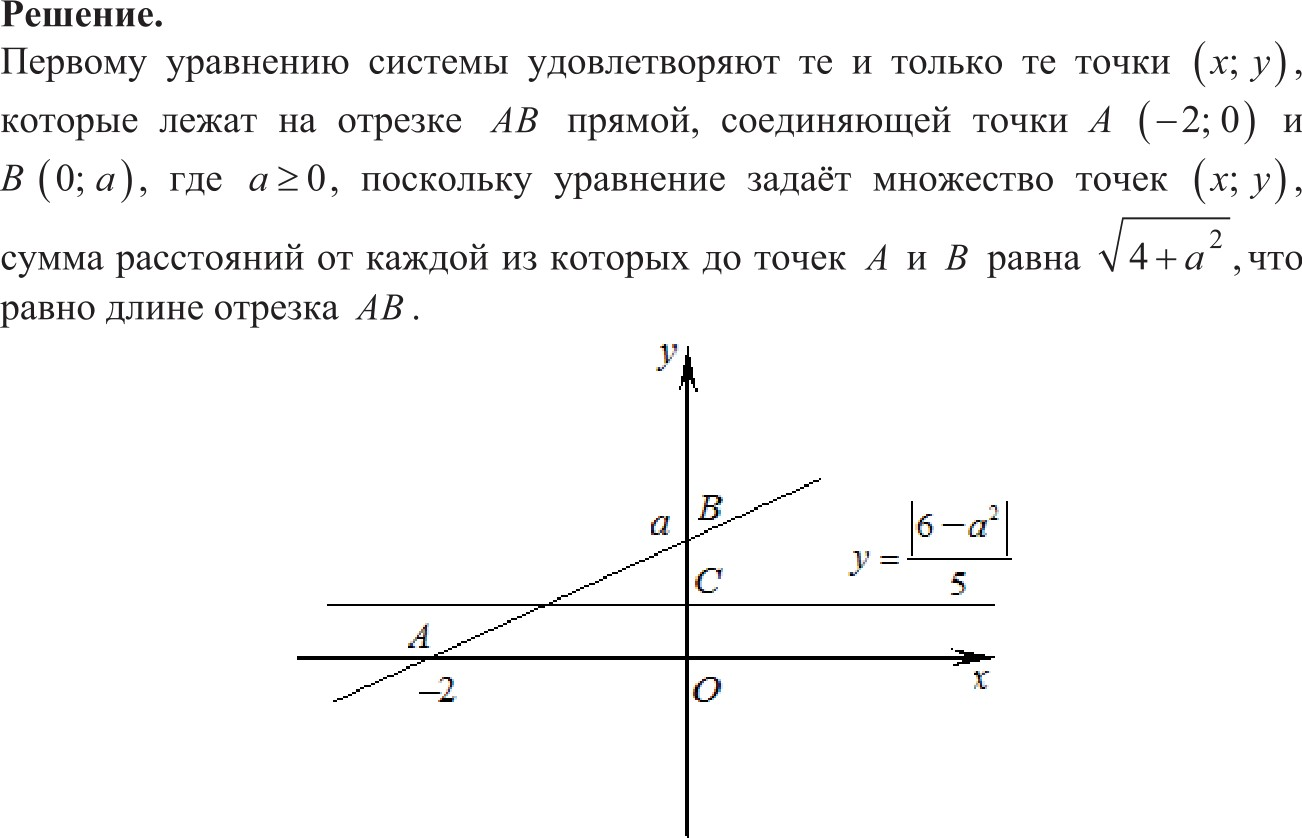 Решение.
Первому уравнению системы удовлетворяют те и только те точки (x; y),
которые лежат на отрезке AB прямой, соединяющей точки A (−2; 0) и
B (0; a), где a ≥ 0, поскольку уравнение задаёт множество точек (x; y),
сумма расстояний от каждой из которых до точек A и B равна √(4 + a²), что
равно длине отрезка AB.
y
a B
y = |6 − a²| / 5
C
A
−2 O x